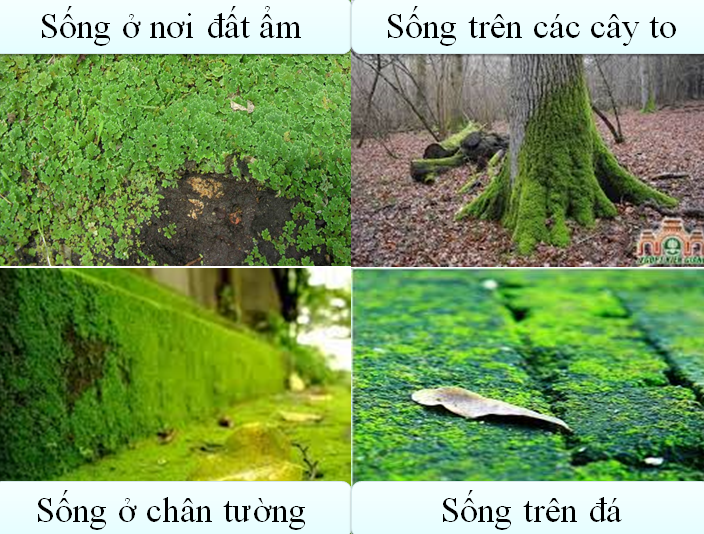 Sống ở nơi đất ẩm
Sống trên các cây to
Sống ở chân tường
Sống trên đá